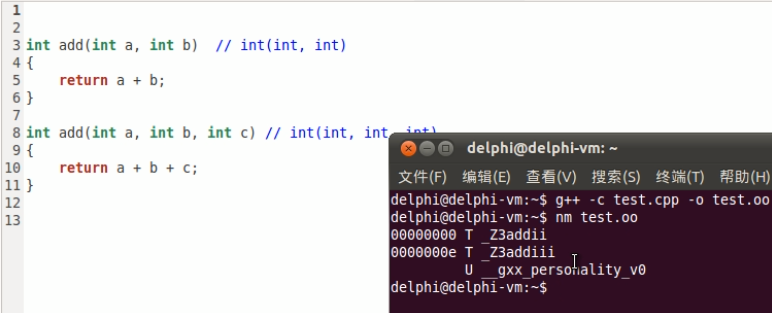 1
2
3 int add(int a, int b)  // int(int, int)
4 {
5     return a + b;
6 }
7
8 int add(int a, int b, int c) // int(int, int, int)
9 {
10     return a + b + c;
11 }
12
13
delphi@delphi-vm: ~
文件(F) 编辑(E) 查看(V) 搜索(S) 终端(T) 帮助(H)
delphi@delphi-vm:~$ g++ -c test.cpp -o test.oo
delphi@delphi-vm:~$ nm test.oo
00000000 T _Z3addii
0000000e T _Z3addiii
         U __gxx_personality_v0
delphi@delphi-vm:~$